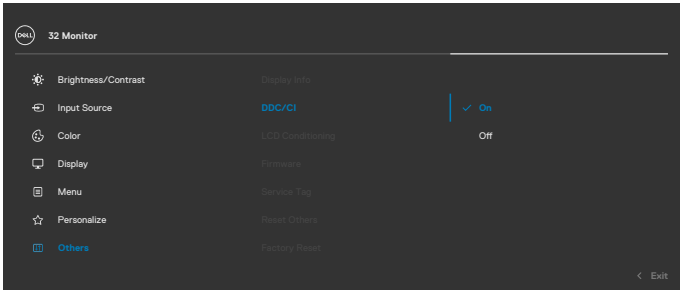 DELL
32 Monitor
Brightness/Contrast
Display Info
Input Source
DDC/CI
On
Color
LCD Conditioning
Off
Display
Firmware
Menu
Service Tag
Personalize
Reset Others
Others
Factory Reset
Exit